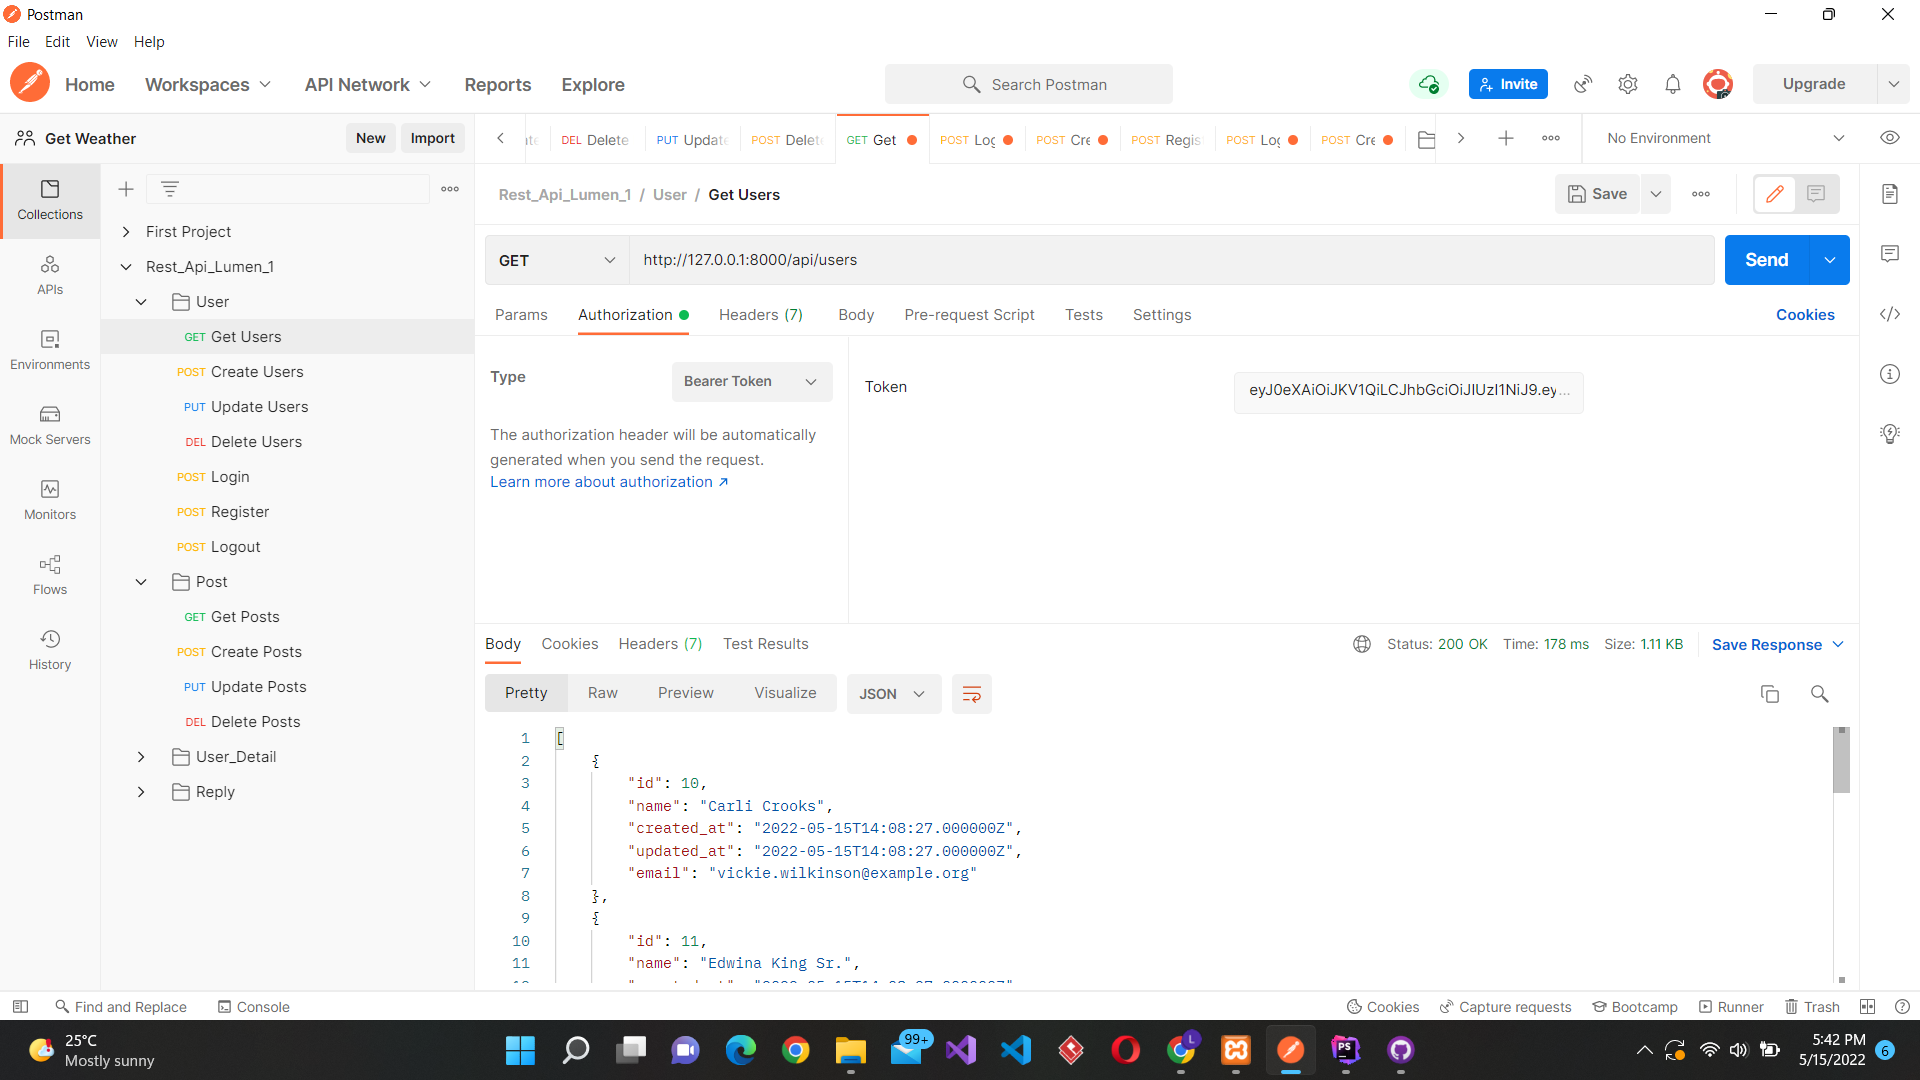 Postman
File Edit View Help
Home Workspaces API Network Reports Explore
Search Postman
Invite
Upgrade
Get Weather
New Import
DEL Delete
PUT Update
POST Delet
GET Get
POST Log
POST Cre
POST Regis
POST Log
POST Cre
No Environment
Collections
APIs
Environments
Mock Servers
Monitors
Flows
History
First Project
Rest_Api_Lumen_1
User
GET Get Users
POST Create Users
PUT Update Users
DEL Delete Users
POST Login
POST Register
POST Logout
Post
GET Get Posts
POST Create Posts
PUT Update Posts
DEL Delete Posts
User_Detail
Reply
Rest_Api_Lumen_1 / User / Get Users
Save
GET http://127.0.0.1:8000/api/users
Send
Params Authorization Headers (7) Body Pre-request Script Tests Settings
Cookies
Type Bearer Token
The authorization header will be automatically
generated when you send the request.
Learn more about authorization ↗
Token eyJ0eXAiOiJKV1QiLCJhbGciOiJIUzI1NiJ9.ey...
Body Cookies Headers (7) Test Results
Status: 200 OK Time: 178 ms Size: 1.11 KB Save Response
Pretty Raw Preview Visualize JSON
1 [
2 {
3 "id": 10,
4 "name": "Carli Crooks",
5 "created_at": "2022-05-15T14:08:27.000000Z",
6 "updated_at": "2022-05-15T14:08:27.000000Z",
7 "email": "vickie.wilkinson@example.org"
8 },
9 {
10 "id": 11,
11 "name": "Edwina King Sr.",
Find and Replace Console
Cookies Capture requests Bootcamp Runner Trash
25°C
Mostly sunny
99+
L
PS
5:42 PM
5/15/2022
6